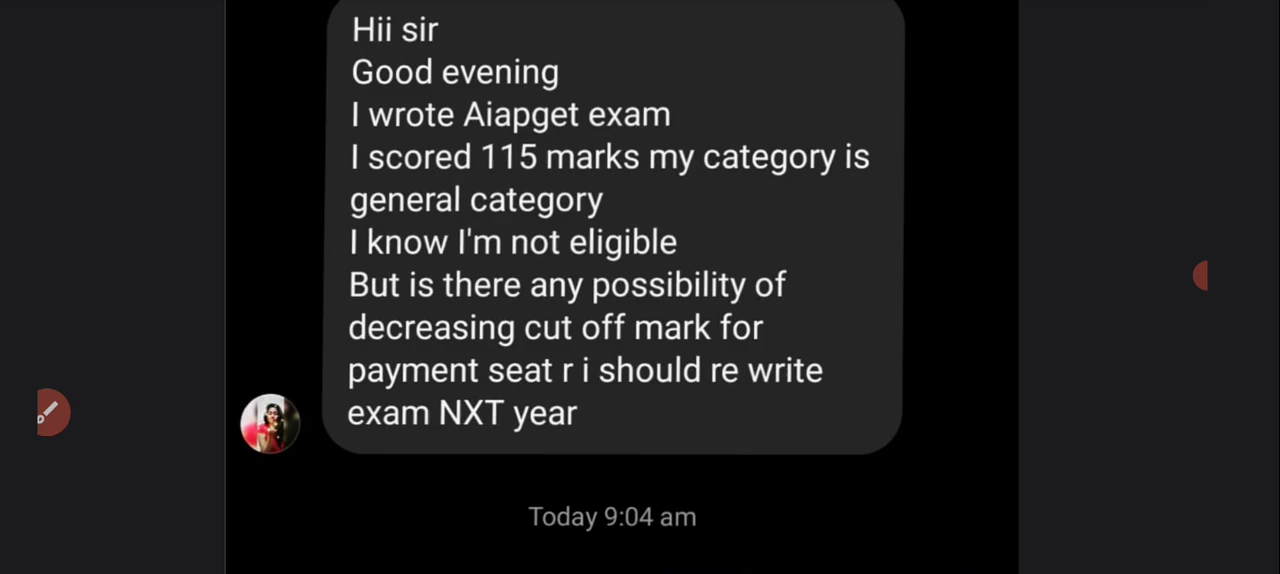 Hii sir
Good evening
I wrote Aiapget exam
I scored 115 marks my category is
general category
I know I'm not eligible
But is there any possibility of
decreasing cut off mark for
payment seat r i should re write
exam NXT year
Today 9:04 am